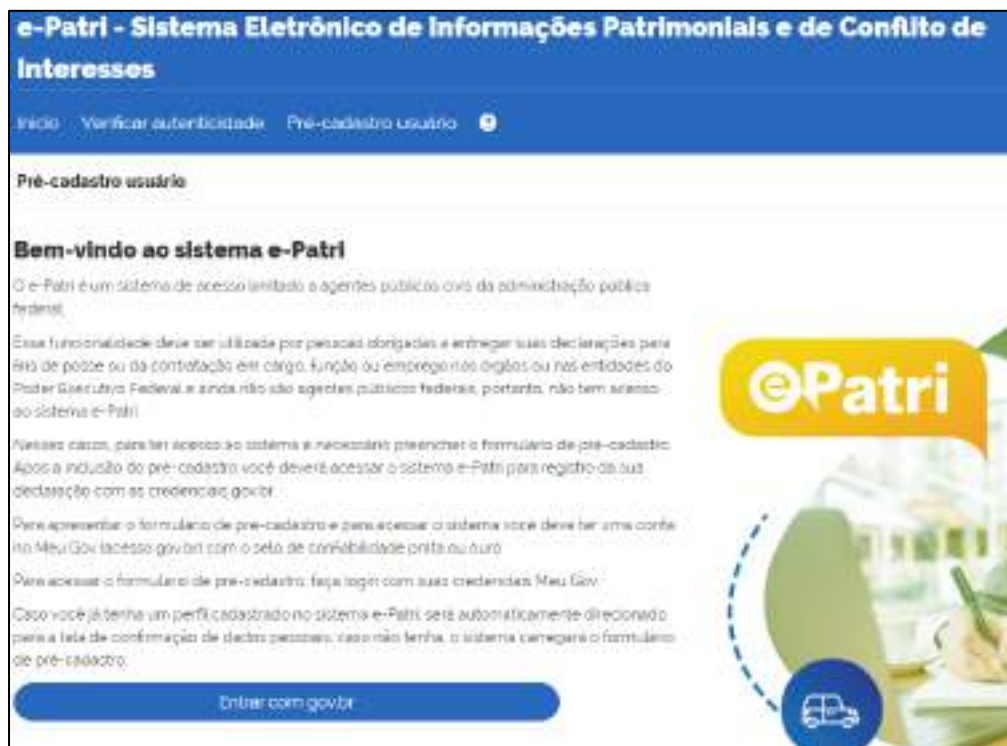 e-Patri - Sistema Eletrônico de Informações Patrimoniais e de Conflito de
Interesses
Início Verificar autenticidade Pré-cadastro usuário ?
Pré-cadastro usuário
Bem-vindo ao sistema e-Patri
O e-Patri é um sistema de acesso limitado a agentes públicos civis da administração pública
federal.
Essa funcionalidade deve ser utilizada por pessoas obrigadas a entregar suas declarações para
fins de posse ou da contratação em cargo, função ou emprego nos órgãos ou nas entidades do
Poder Executivo Federal e ainda não são agentes públicos federais, portanto, não tem acesso
ao sistema e-Patri.
Nesses casos, para ter acesso ao sistema é necessário preencher o formulário de pré-cadastro.
Após a inclusão do pré-cadastro você deverá acessar o sistema e-Patri para registro da sua
declaração com as credenciais gov.br.
Para apresentar o formulário de pré-cadastro e para acessar o sistema você deve ter uma conta
no Meu Gov (acesso gov.br) com o selo de confiabilidade prata ou ouro.
Para acessar o formulário de pré-cadastro, faça login com suas credenciais Meu Gov.
Caso você já tenha um perfil cadastrado no sistema e-Patri, será automaticamente direcionado
para a tela de confirmação de dados pessoais, caso não tenha, o sistema carregará o formulário
de pré-cadastro.
Entrar com gov.br
ePatri